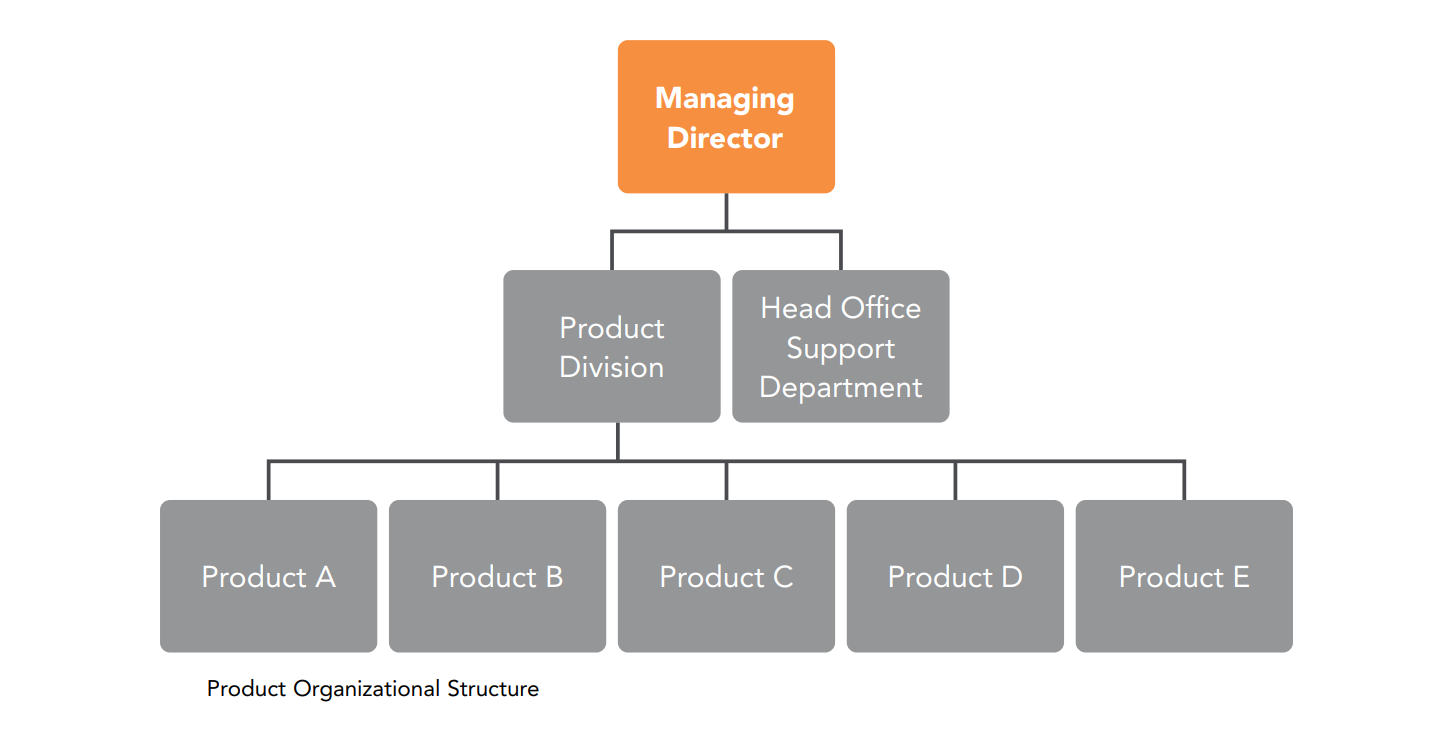 Managing
Director
Product
Division
Head Office
Support
Department
Product A
Product B
Product C
Product D
Product E
Product Organizational Structure